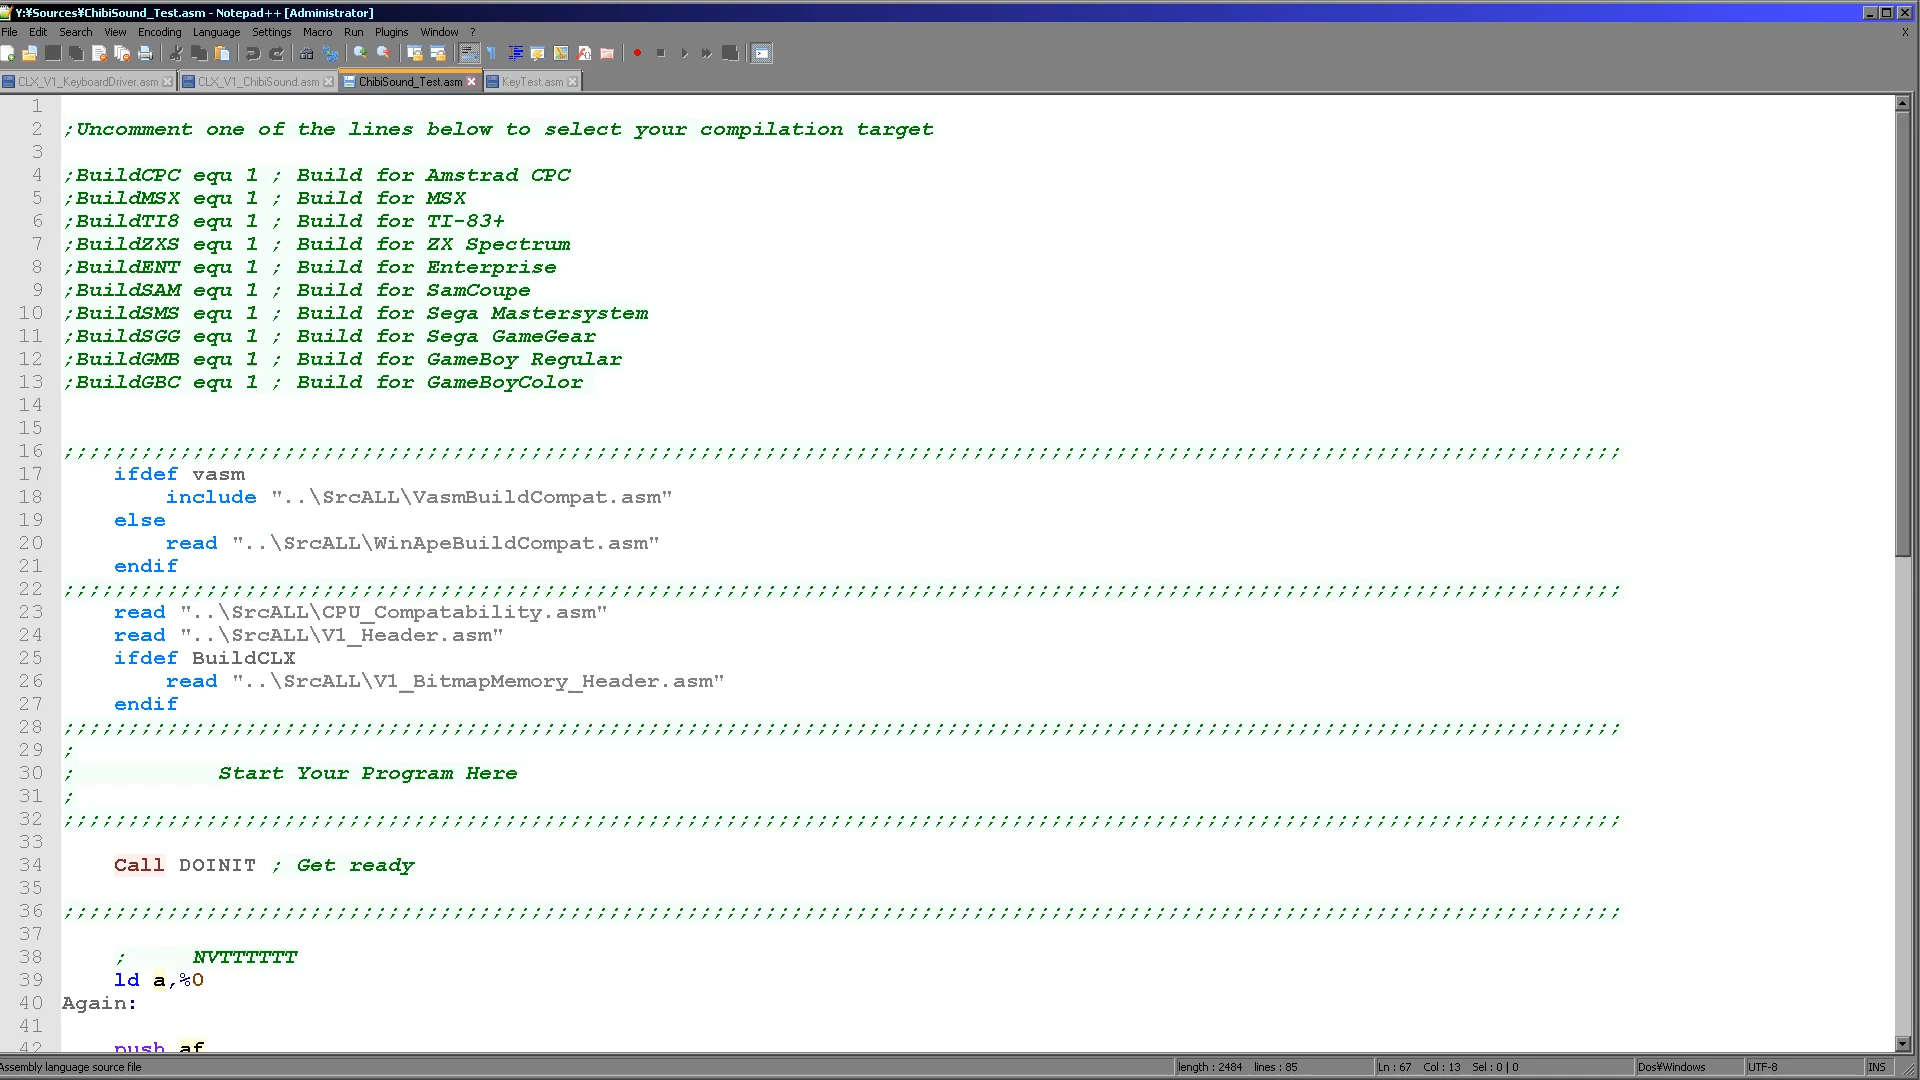 Y:¥Sources¥ChibiSound_Test.asm - Notepad++ [Administrator]
File Edit Search View Encoding Language Settings Macro Run Plugins Window ? X
CLX_V1_KeyboardDriver.asm CLX_V1_ChibiSound.asm ChibiSound_Test.asm KeyTest.asm
1
2 ;Uncomment one of the lines below to select your compilation target
3
4 ;BuildCPC equ 1 ; Build for Amstrad CPC
5 ;BuildMSX equ 1 ; Build for MSX
6 ;BuildTI8 equ 1 ; Build for TI-83+
7 ;BuildZXS equ 1 ; Build for ZX Spectrum
8 ;BuildENT equ 1 ; Build for Enterprise
9 ;BuildSAM equ 1 ; Build for SamCoupe
10 ;BuildSMS equ 1 ; Build for Sega Mastersystem
11 ;BuildSGG equ 1 ; Build for Sega GameGear
12 ;BuildGMB equ 1 ; Build for GameBoy Regular
13 ;BuildGBC equ 1 ; Build for GameBoyColor
14
15
16 ;;;;;;;;;;;;;;;;;;;;;;;;;;;;;;;;;;;;;;;;;;;;;;;;;;;;;;;;;;;;;;;;;;;;;;;;;;;;;;;;;;;;;;;;;;;;;;;;;;;;;;;;;;;;;;;;;;;;;;;;
17 ifdef vasm
18 include "..\SrcALL\VasmBuildCompat.asm"
19 else
20 read "..\SrcALL\WinApeBuildCompat.asm"
21 endif
22 ;;;;;;;;;;;;;;;;;;;;;;;;;;;;;;;;;;;;;;;;;;;;;;;;;;;;;;;;;;;;;;;;;;;;;;;;;;;;;;;;;;;;;;;;;;;;;;;;;;;;;;;;;;;;;;;;;;;;;;;;
23 read "..\SrcALL\CPU_Compatability.asm"
24 read "..\SrcALL\V1_Header.asm"
25 ifdef BuildCLX
26 read "..\SrcALL\V1_BitmapMemory_Header.asm"
27 endif
28 ;;;;;;;;;;;;;;;;;;;;;;;;;;;;;;;;;;;;;;;;;;;;;;;;;;;;;;;;;;;;;;;;;;;;;;;;;;;;;;;;;;;;;;;;;;;;;;;;;;;;;;;;;;;;;;;;;;;;;;;;
29 ;
30 ; Start Your Program Here
31 ;
32 ;;;;;;;;;;;;;;;;;;;;;;;;;;;;;;;;;;;;;;;;;;;;;;;;;;;;;;;;;;;;;;;;;;;;;;;;;;;;;;;;;;;;;;;;;;;;;;;;;;;;;;;;;;;;;;;;;;;;;;;;
33
34 Call DOINIT ; Get ready
35
36 ;;;;;;;;;;;;;;;;;;;;;;;;;;;;;;;;;;;;;;;;;;;;;;;;;;;;;;;;;;;;;;;;;;;;;;;;;;;;;;;;;;;;;;;;;;;;;;;;;;;;;;;;;;;;;;;;;;;;;;;;
37
38 ; NVTTTTTT
39 ld a,%0
40 Again:
41
42 push af
Assembly language source file length : 2484 lines : 85 Ln : 67 Col : 13 Sel : 0 | 0 Dos¥Windows UTF-8 INS